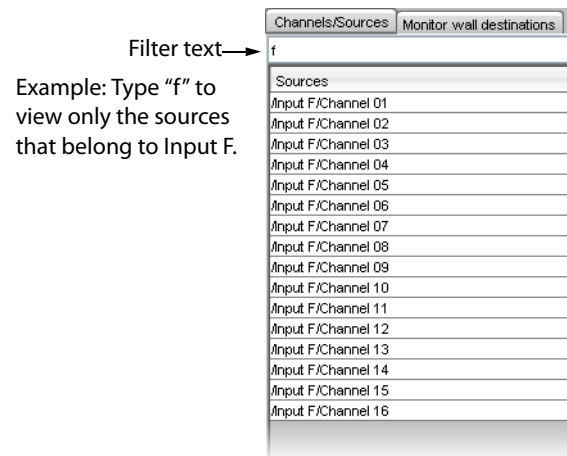 Channels/Sources Monitor wall destinations
Filter text f
Example: Type “f” to
view only the sources
that belong to Input F.
Sources
/Input F/Channel 01
/Input F/Channel 02
/Input F/Channel 03
/Input F/Channel 04
/Input F/Channel 05
/Input F/Channel 06
/Input F/Channel 07
/Input F/Channel 08
/Input F/Channel 09
/Input F/Channel 10
/Input F/Channel 11
/Input F/Channel 12
/Input F/Channel 13
/Input F/Channel 14
/Input F/Channel 15
/Input F/Channel 16